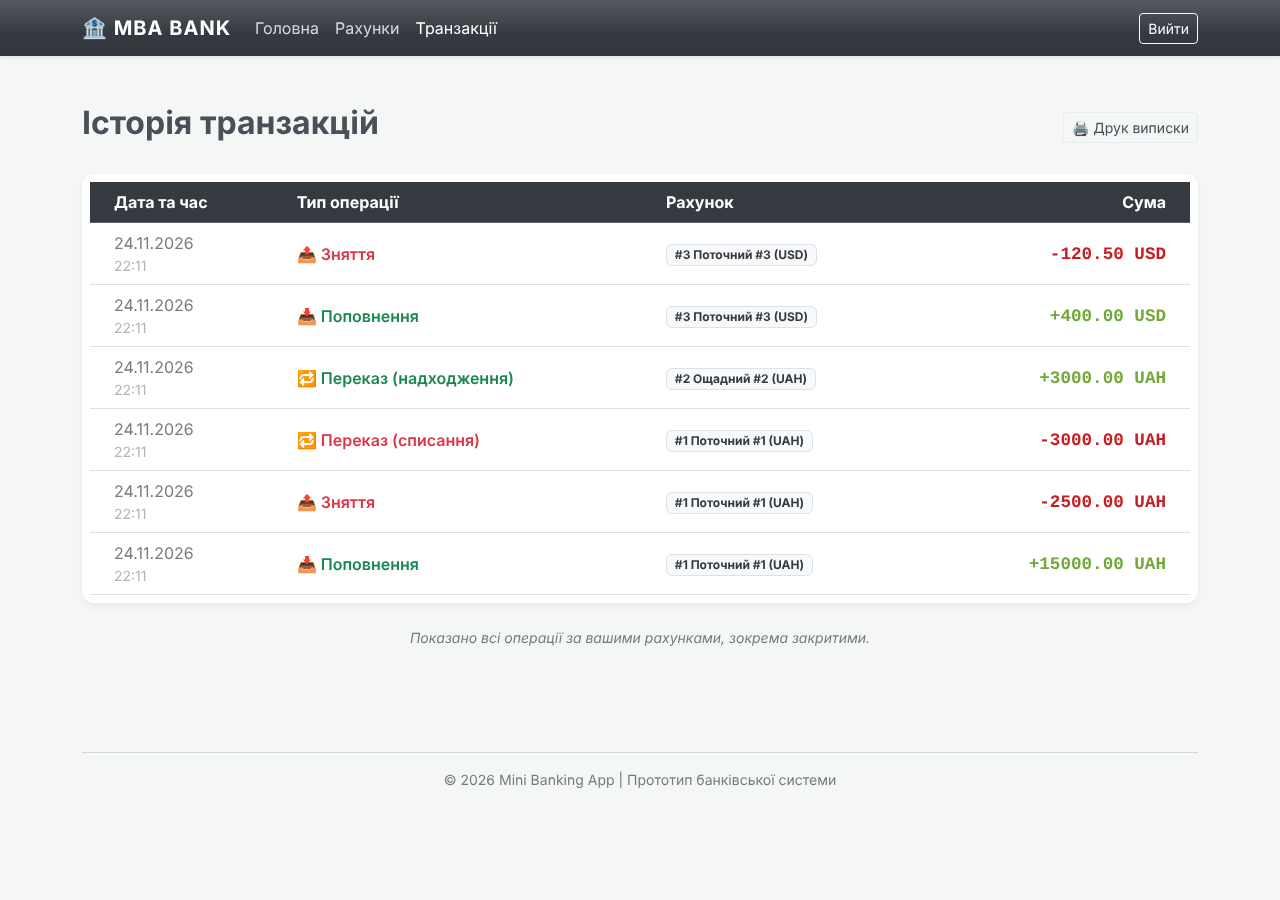 🏦 MBA BANK Головна Рахунки Транзакції Вийти
Історія транзакцій
🖨️ Друк виписки
Дата та час Тип операції Рахунок Сума
24.11.2026
22:11
📤 Зняття #3 Поточний #3 (USD) -120.50 USD
24.11.2026
22:11
📥 Поповнення #3 Поточний #3 (USD) +400.00 USD
24.11.2026
22:11
🔁 Переказ (надходження) #2 Ощадний #2 (UAH) +3000.00 UAH
24.11.2026
22:11
🔁 Переказ (списання) #1 Поточний #1 (UAH) -3000.00 UAH
24.11.2026
22:11
📤 Зняття #1 Поточний #1 (UAH) -2500.00 UAH
24.11.2026
22:11
📥 Поповнення #1 Поточний #1 (UAH) +15000.00 UAH
Показано всі операції за вашими рахунками, зокрема закритими.
© 2026 Mini Banking App | Прототип банківської системи